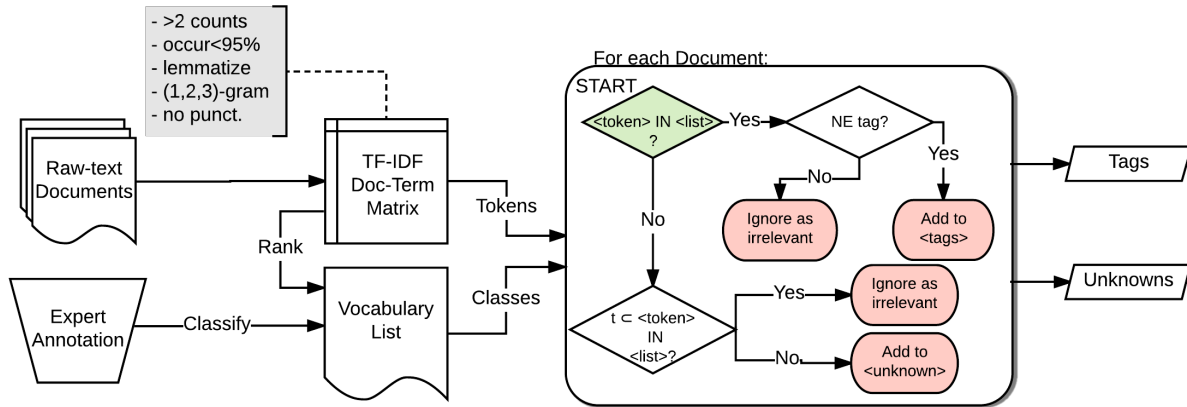 - >2 counts
- occur<95%
- lemmatize
- (1,2,3)-gram
- no punct.
Raw-text
Documents
TF-IDF
Doc-Term
Matrix
Tokens
Rank
Expert
Annotation
Classify
Vocabulary
List
Classes
For each Document:
START
<token> IN <list>
?
Yes
NE tag?
No
Yes
Ignore as
irrelevant
Add to
<tags>
No
t ⊂ <token>
IN
<list>?
Yes
Ignore as
irrelevant
No
Add to
<unknown>
Tags
Unknowns